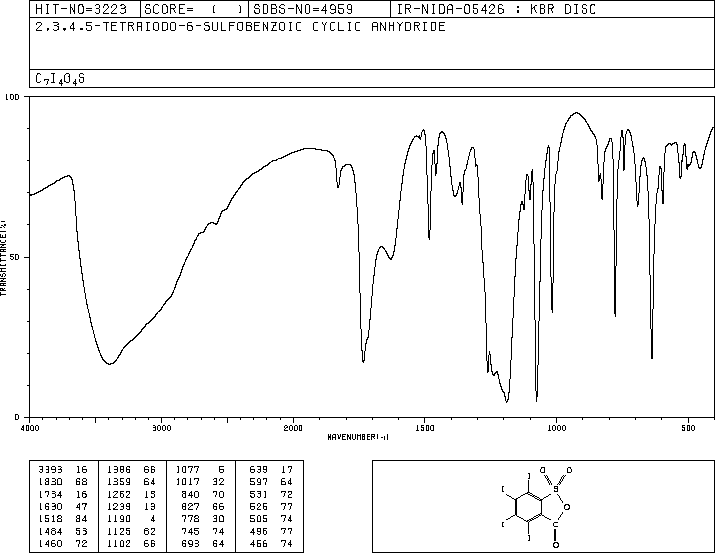 HIT-NO=3223 SCORE= ( ) SDBS-NO=4959 IR-NIDA-05426 : KBR DISC
2,3,4,5-TETRAIODO-6-SULFOBENZOIC CYCLIC ANHYDRIDE
C7I4O4S
100
50
0
TRANSMITTANCE(%)
4000 3000 2000 1500 1000 500
WAVENUMBER(-1)
3393 16 1386 66 1077 5 639 17
1830 68 1359 64 1017 32 597 64
1734 16 1262 13 840 70 531 72
1630 47 1239 13 827 66 526 77
1518 84 1190 4 778 30 505 74
1484 53 1125 62 745 74 496 77
1460 72 1102 66 693 64 456 74
O O
I S
I O
I C
I O